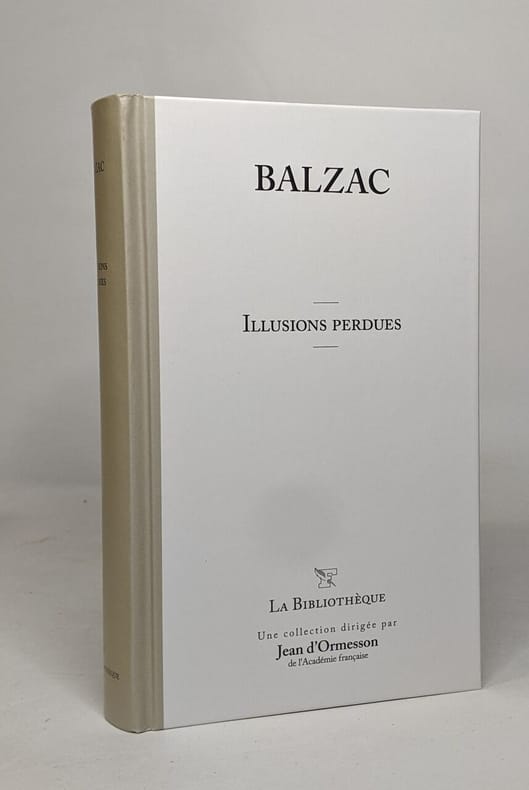 BALZAC
ILLUSIONS PERDUES
F
LA BIBLIOTHÈQUE
Une collection dirigée par
Jean d'Ormesson
de l'Académie française